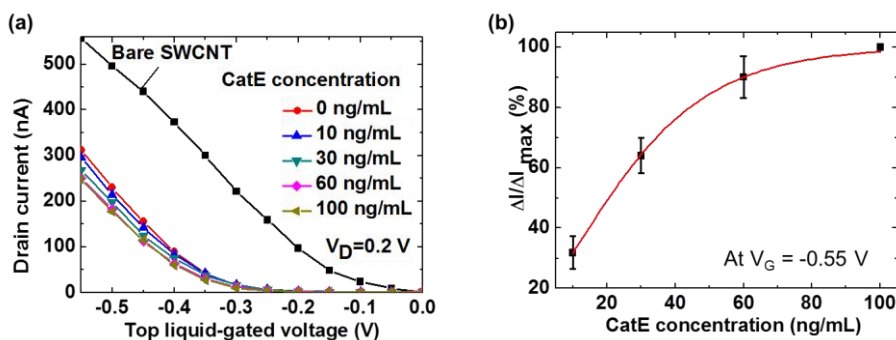 (a)
500
400
300
200
100
0
Drain current (nA)
Bare SWCNT
CatE concentration
0 ng/mL
10 ng/mL
30 ng/mL
60 ng/mL
100 ng/mL
VD=0.2 V
-0.5 -0.4 -0.3 -0.2 -0.1 0.0
Top liquid-gated voltage (V)
(b)
100
80
60
40
20
ΔI/ΔImax (%)
At VG = -0.55 V
20 40 60 80 100
CatE concentration (ng/mL)